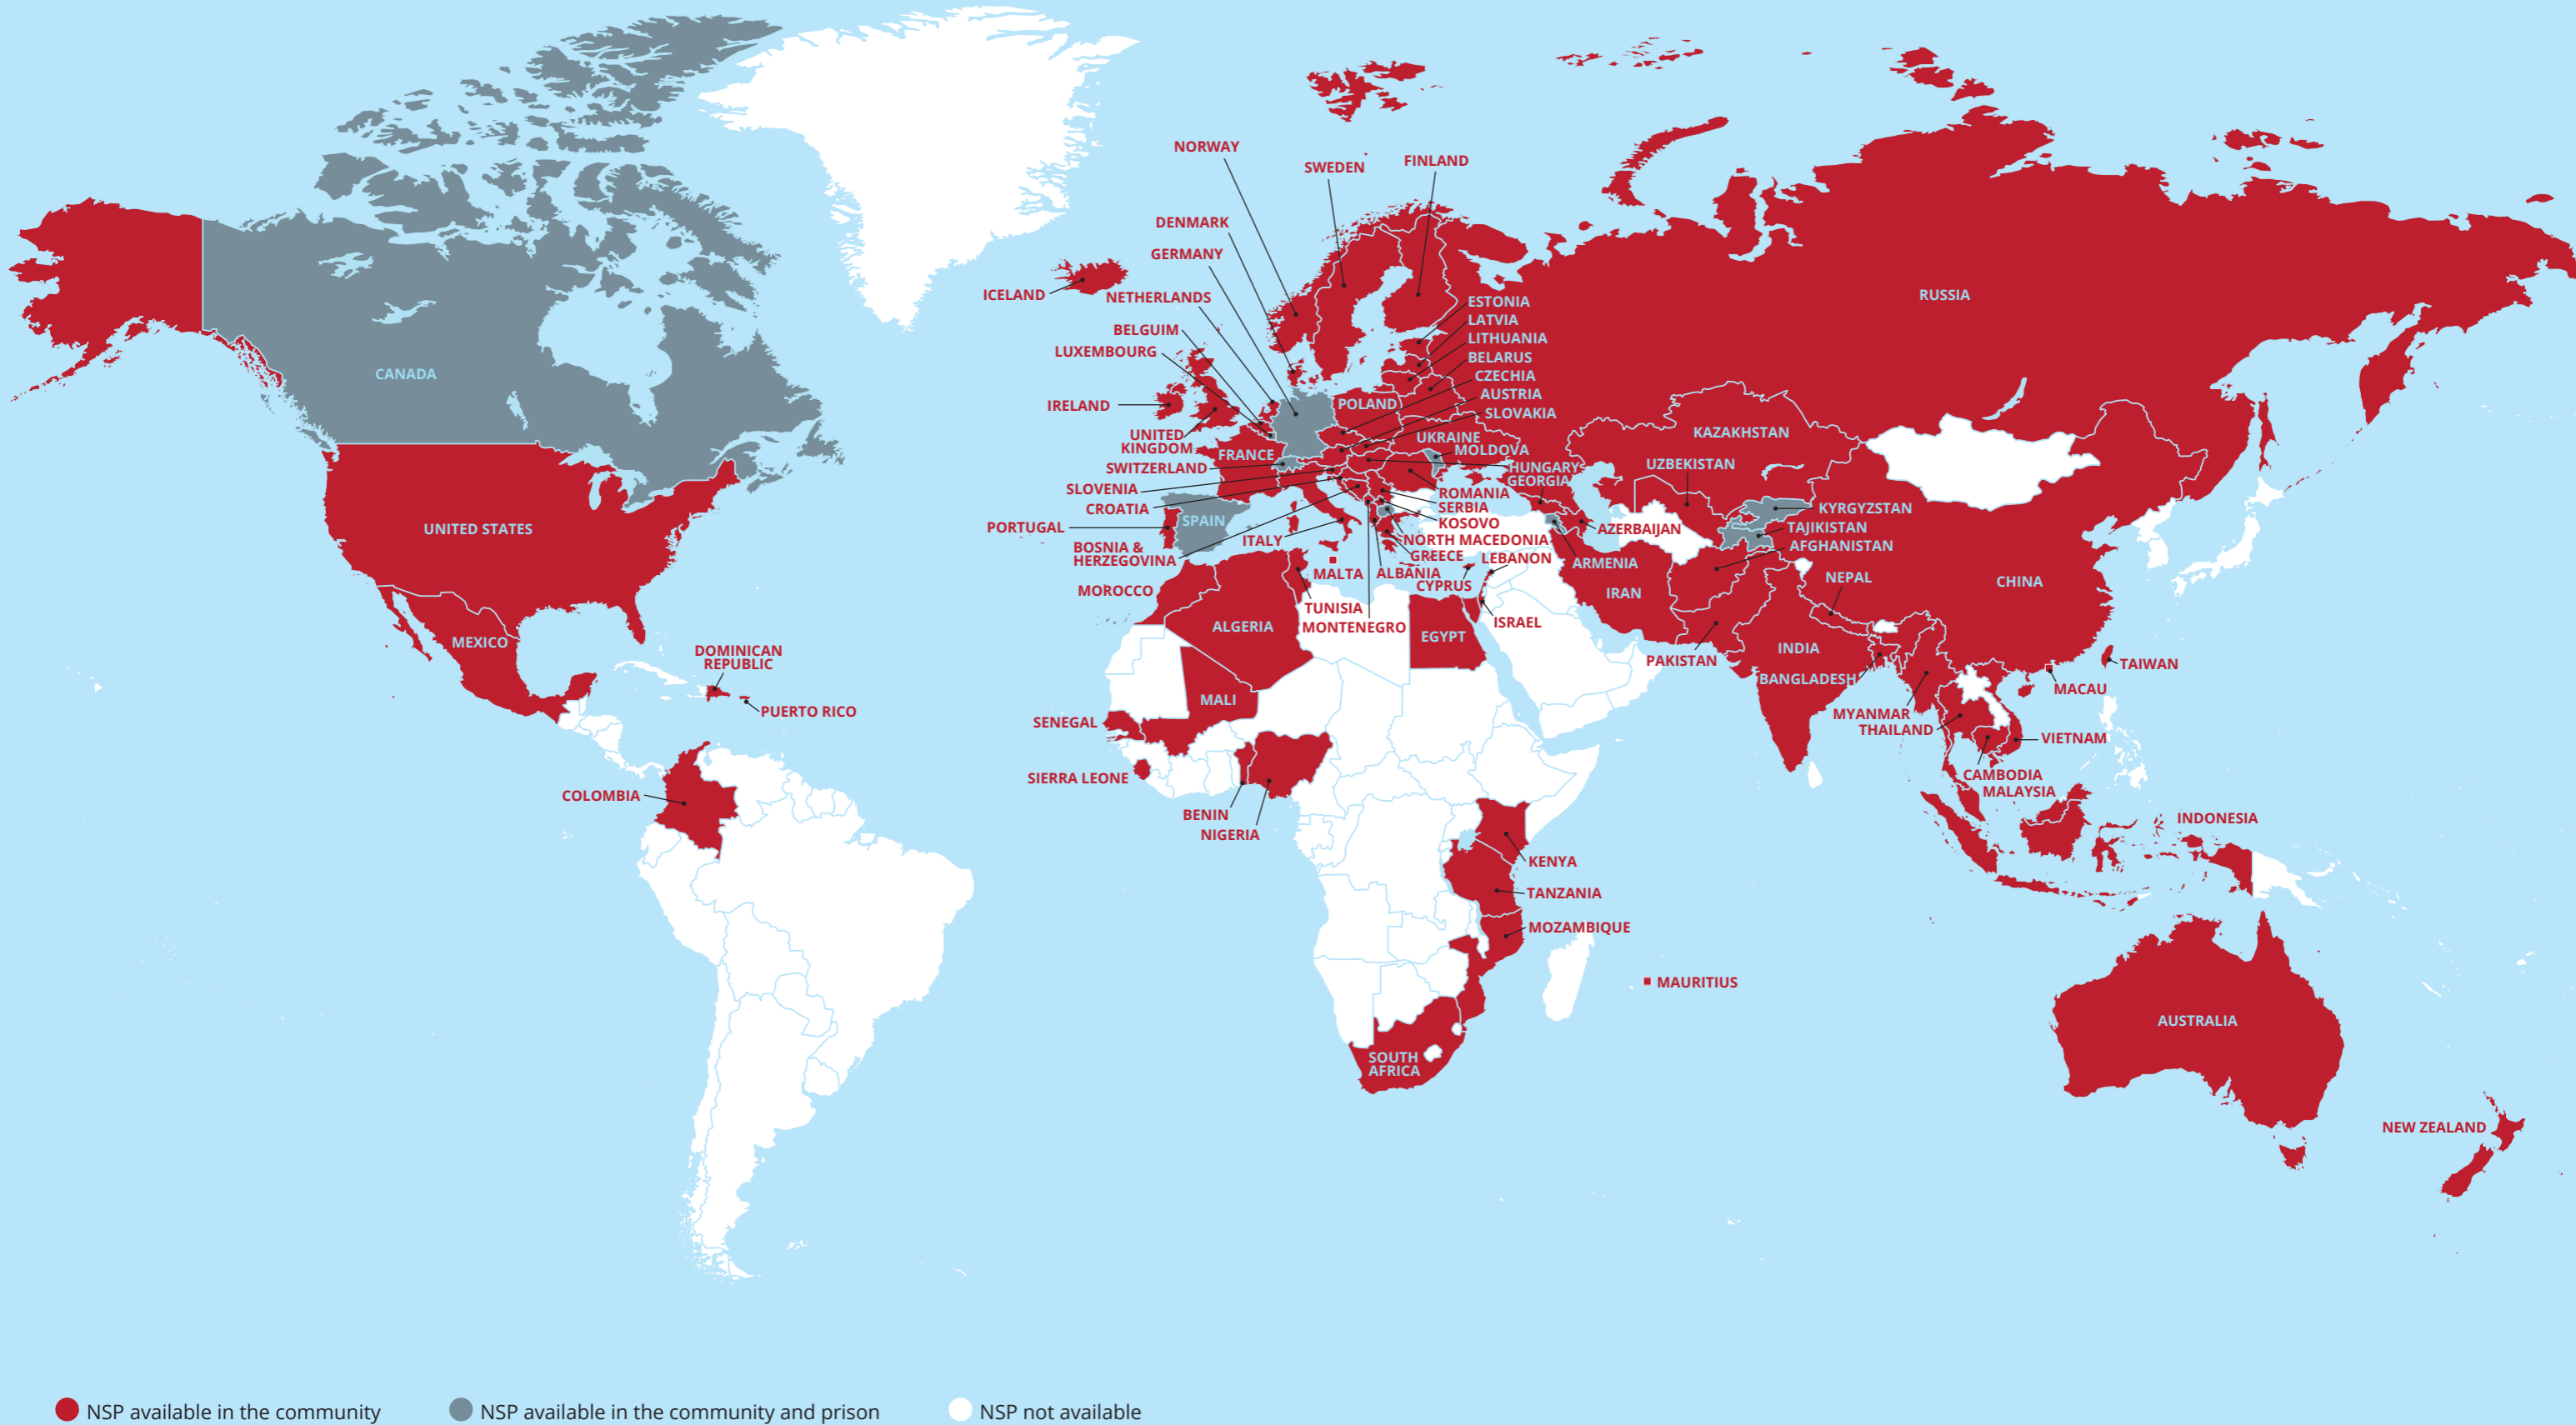 NORWAY
SWEDEN
FINLAND
DENMARK
GERMANY
ICELAND
NETHERLANDS
BELGUIM
LUXEMBOURG
IRELAND
UNITED
KINGDOM
SWITZERLAND
SLOVENIA
CROATIA
PORTUGAL
BOSNIA &
HERZEGOVINA
MOROCCO
ESTONIA
LATVIA
LITHUANIA
BELARUS
CZECHIA
AUSTRIA
SLOVAKIA
POLAND
UKRAINE
MOLDOVA
HUNGARY
GEORGIA
FRANCE
SPAIN
ITALY
ROMANIA
SERBIA
KOSOVO
NORTH MACEDONIA
GREECE
LEBANON
ALBANIA
CYPRUS
MALTA
TUNISIA
MONTENEGRO
ISRAEL
RUSSIA
KAZAKHSTAN
UZBEKISTAN
KYRGYZSTAN
TAJIKISTAN
AFGHANISTAN
AZERBAIJAN
ARMENIA
IRAN
NEPAL
CHINA
INDIA
PAKISTAN
BANGLADESH
TAIWAN
MACAU
MYANMAR
THAILAND
VIETNAM
CAMBODIA
MALAYSIA
INDONESIA
CANADA
UNITED STATES
MEXICO
DOMINICAN
REPUBLIC
PUERTO RICO
COLOMBIA
ALGERIA
EGYPT
MALI
SENEGAL
SIERRA LEONE
BENIN
NIGERIA
KENYA
TANZANIA
MOZAMBIQUE
MAURITIUS
SOUTH
AFRICA
AUSTRALIA
NEW ZEALAND
NSP available in the community
NSP available in the community and prison
NSP not available